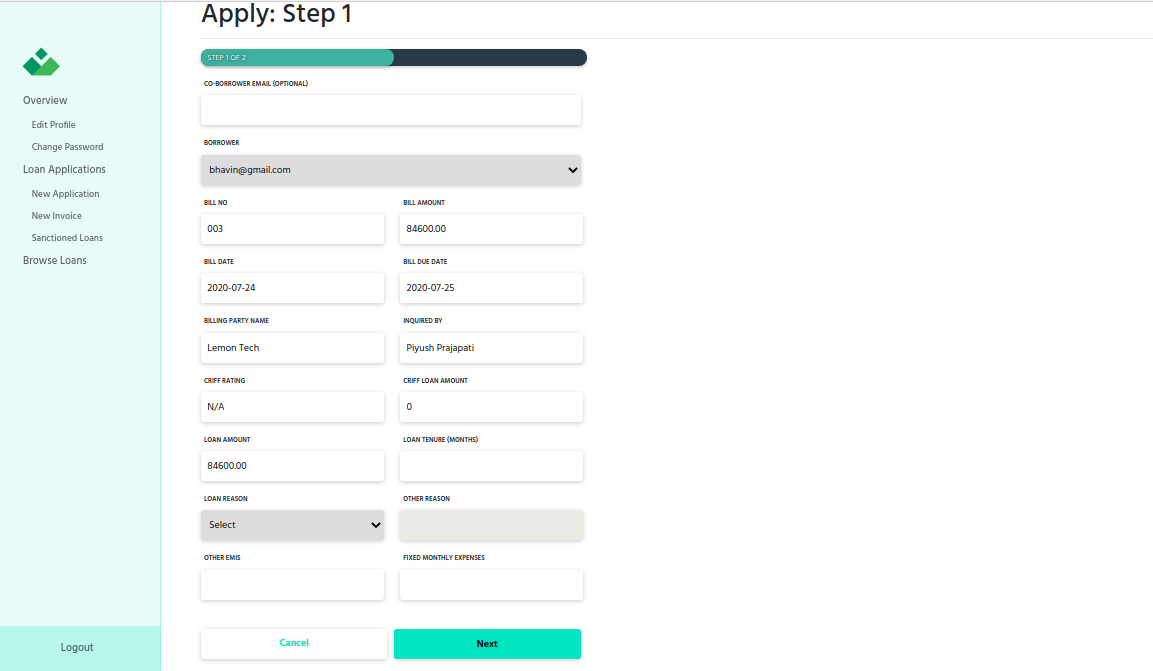 Apply: Step 1
STEP 1 OF 2
Overview
Edit Profile
Change Password
Loan Applications
New Application
New Invoice
Sanctioned Loans
Browse Loans
Logout
CO-BORROWER EMAIL (OPTIONAL)
BORROWER
bhavin@gmail.com
BILL NO
BILL AMOUNT
003
84600.00
BILL DATE
BILL DUE DATE
2020-07-24
2020-07-25
BILLING PARTY NAME
INQUIRED BY
Lemon Tech
Piyush Prajapati
CRIFF RATING
CRIFF LOAN AMOUNT
N/A
0
LOAN AMOUNT
LOAN TENURE (MONTHS)
84600.00
LOAN REASON
OTHER REASON
Select
OTHER EMIS
FIXED MONTHLY EXPENSES
Cancel
Next